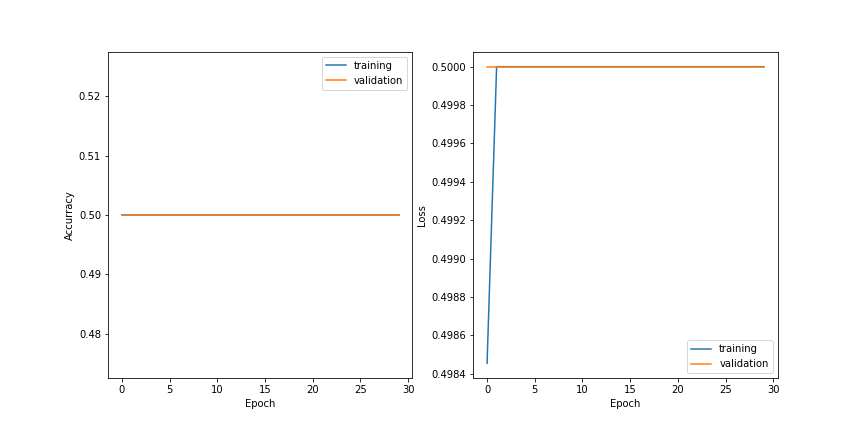 training
validation
0.52
0.51
0.50
0.49
0.48
Accurracy
0 5 10 15 20 25 30
Epoch
0.5000
0.4998
0.4996
0.4994
0.4992
0.4990
0.4988
0.4986
0.4984
Loss
training
validation
0 5 10 15 20 25 30
Epoch